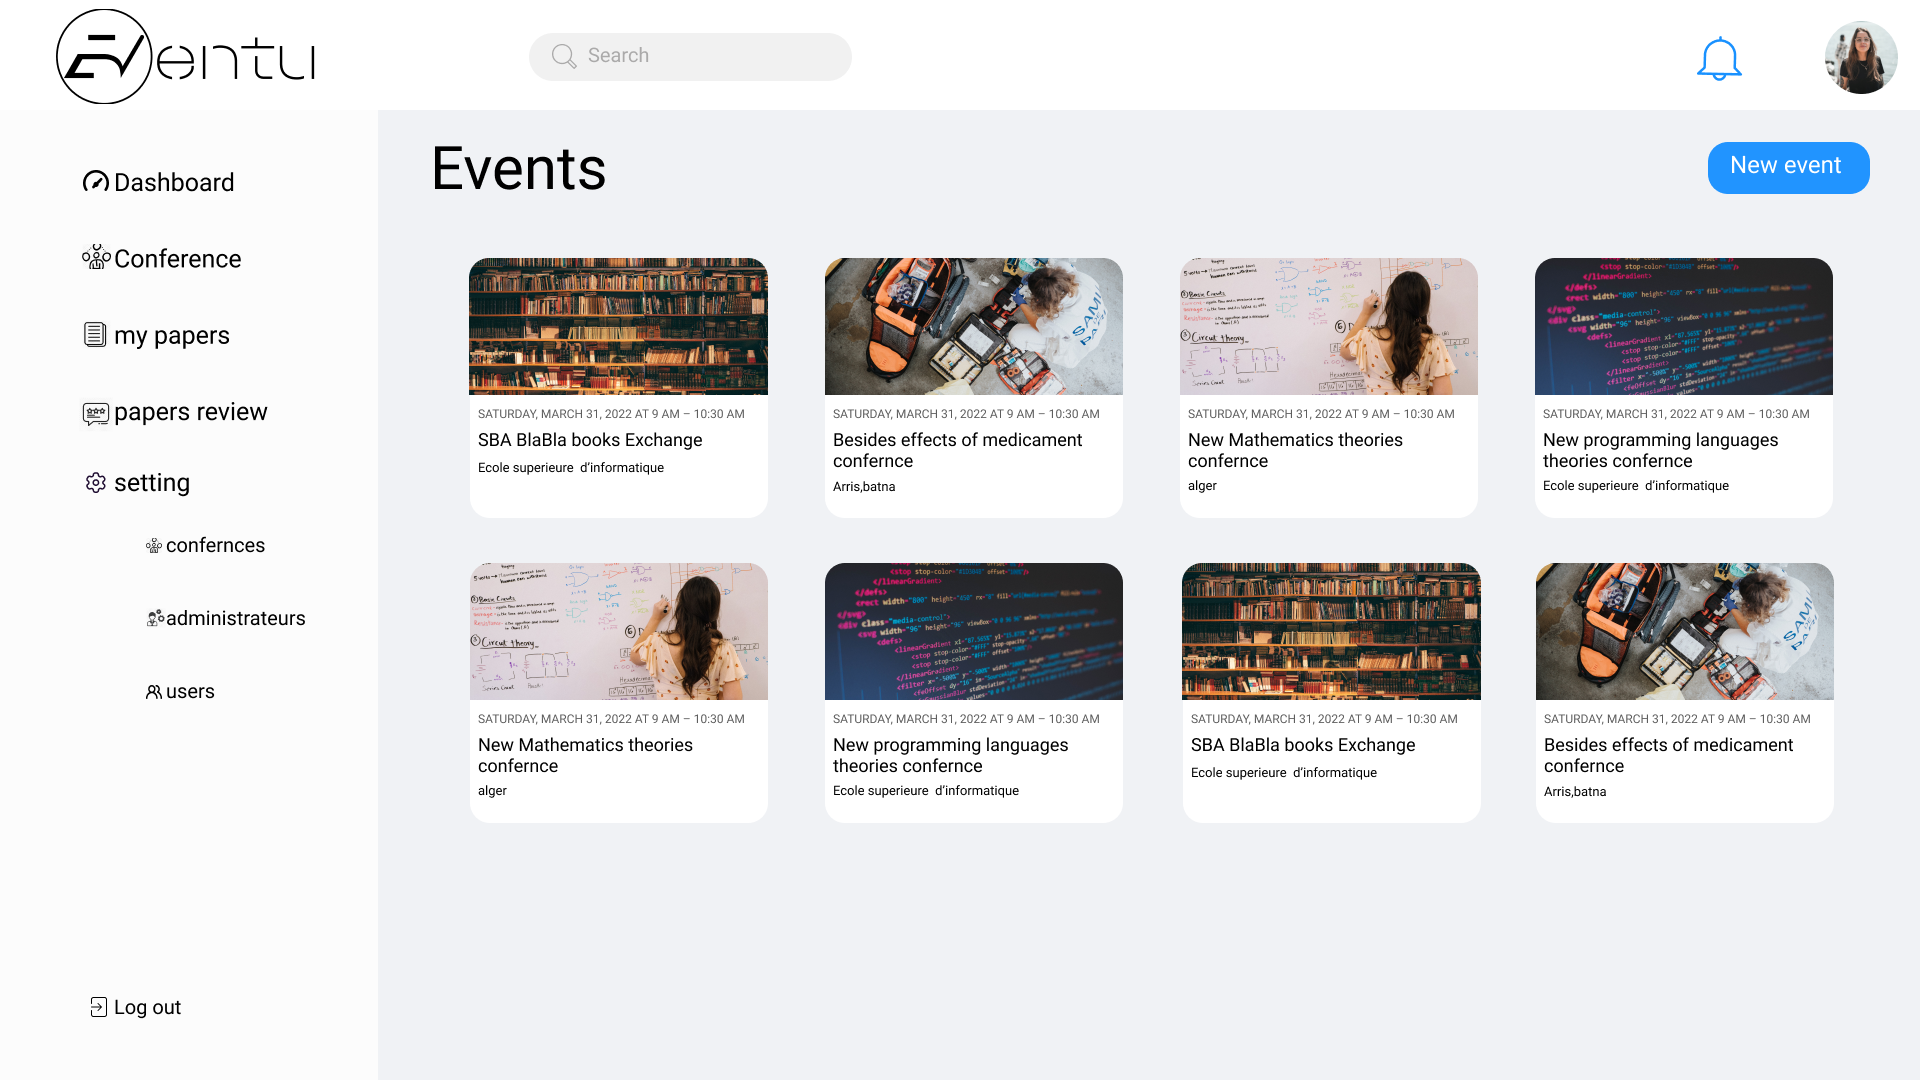 Eventu
Search
Dashboard
Conference
my papers
papers review
setting
confernces
administrateurs
users
Log out
Events
New event
SATURDAY, MARCH 31, 2022 AT 9 AM – 10:30 AM
SBA BlaBla books Exchange
Ecole superieure d’informatique
SATURDAY, MARCH 31, 2022 AT 9 AM – 10:30 AM
Besides effects of medicament
confernce
Arris,batna
SATURDAY, MARCH 31, 2022 AT 9 AM – 10:30 AM
New Mathematics theories
confernce
alger
SATURDAY, MARCH 31, 2022 AT 9 AM – 10:30 AM
New programming languages
theories confernce
Ecole superieure d’informatique
SATURDAY, MARCH 31, 2022 AT 9 AM – 10:30 AM
New Mathematics theories
confernce
alger
SATURDAY, MARCH 31, 2022 AT 9 AM – 10:30 AM
New programming languages
theories confernce
Ecole superieure d’informatique
SATURDAY, MARCH 31, 2022 AT 9 AM – 10:30 AM
SBA BlaBla books Exchange
Ecole superieure d’informatique
SATURDAY, MARCH 31, 2022 AT 9 AM – 10:30 AM
Besides effects of medicament
confernce
Arris,batna